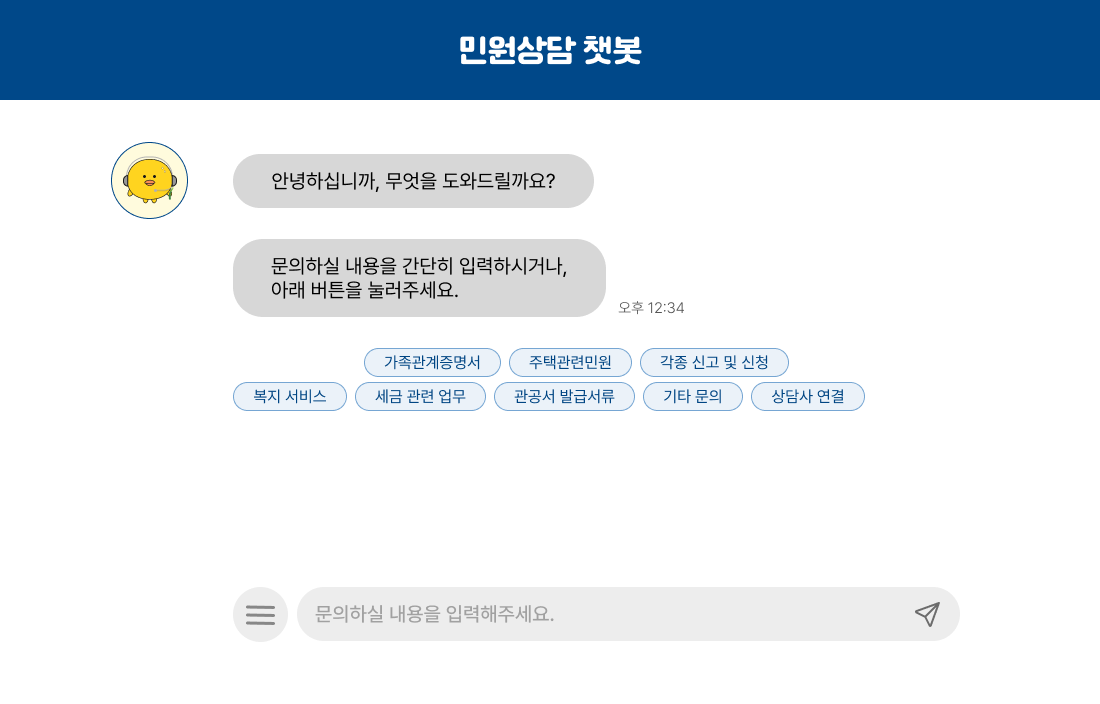 민원상담 챗봇
안녕하십니까, 무엇을 도와드릴까요?
문의하실 내용을 간단히 입력하시거나,
아래 버튼을 눌러주세요.
오후 12:34
가족관계증명서 주택관련민원 각종 신고 및 신청
복지 서비스 세금 관련 업무 관공서 발급서류 기타 문의 상담사 연결
문의하실 내용을 입력해주세요.